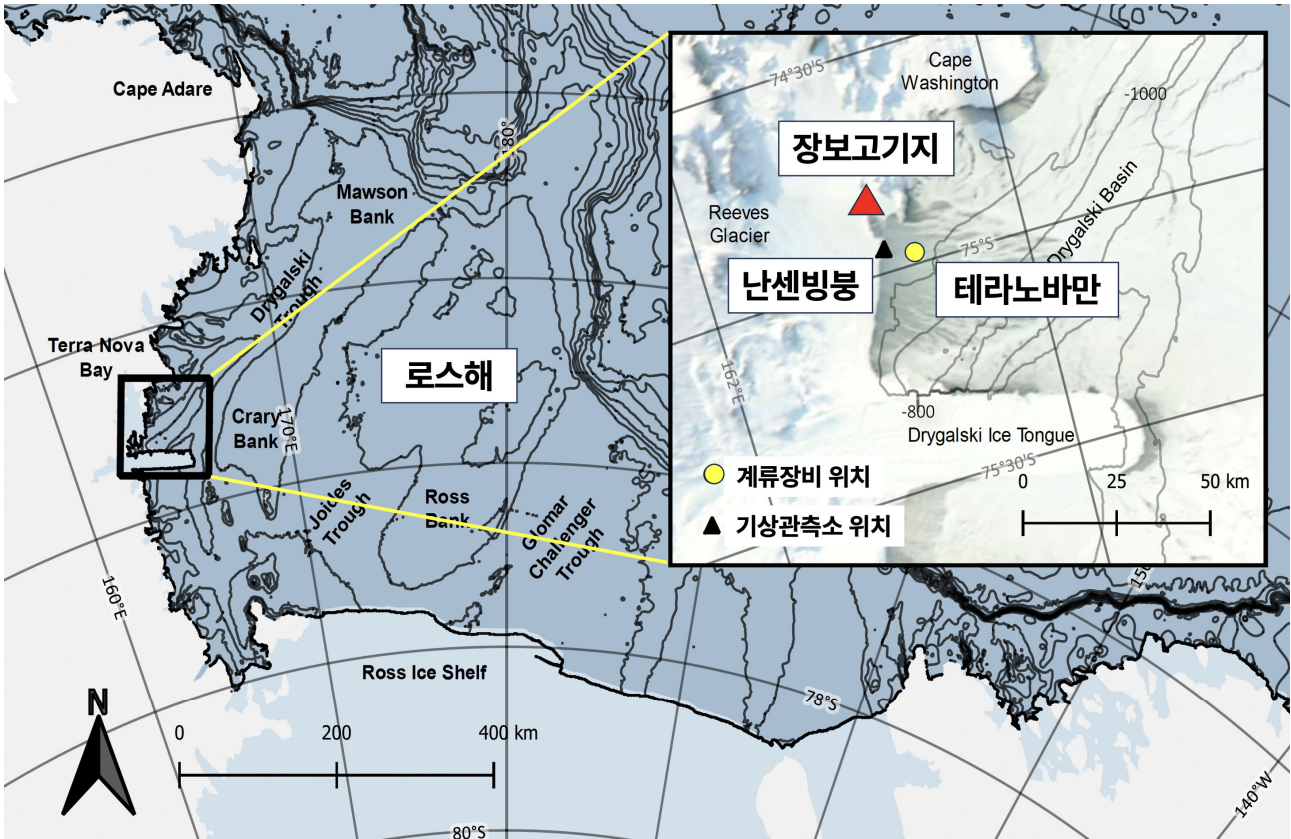 Cape Adare
180°
Mawson
Bank
Drygalski
Trough
Terra Nova
Bay
로스해
Crary
Bank
170°E
Joides
Trough
Ross
Bank
Glomar
Challenger
Trough
160°E
Ross Ice Shelf
78°S
150°
140°W
80°S
N
0
200
400 km
74°30'S
Cape
Washington
-1000
장보고기지
Reeves
Glacier
Drygalski Basin
75°S
난센빙붕
테라노바만
162°E
-800
Drygalski Ice Tongue
75°30'S
계류장비 위치
0
25
50 km
기상관측소 위치